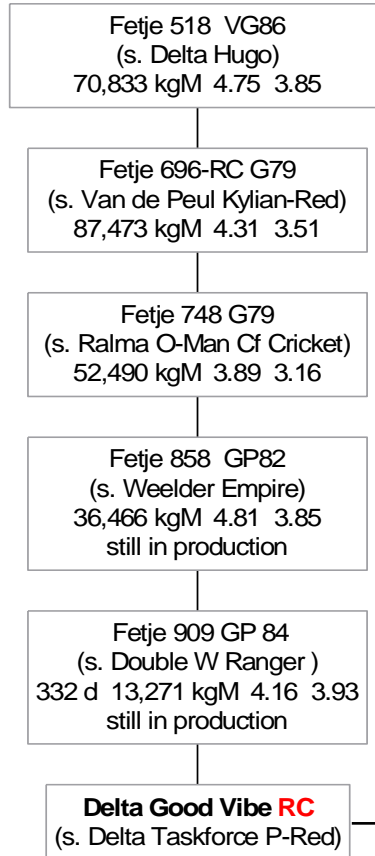 Fetje 518 VG86
(s. Delta Hugo)
70,833 kgM 4.75 3.85
Fetje 696-RC G79
(s. Van de Peul Kylian-Red)
87,473 kgM 4.31 3.51
Fetje 748 G79
(s. Ralma O-Man Cf Cricket)
52,490 kgM 3.89 3.16
Fetje 858 GP82
(s. Weelder Empire)
36,466 kgM 4.81 3.85
still in production
Fetje 909 GP 84
(s. Double W Ranger )
332 d 13,271 kgM 4.16 3.93
still in production
Delta Good Vibe RC
(s. Delta Taskforce P-Red)